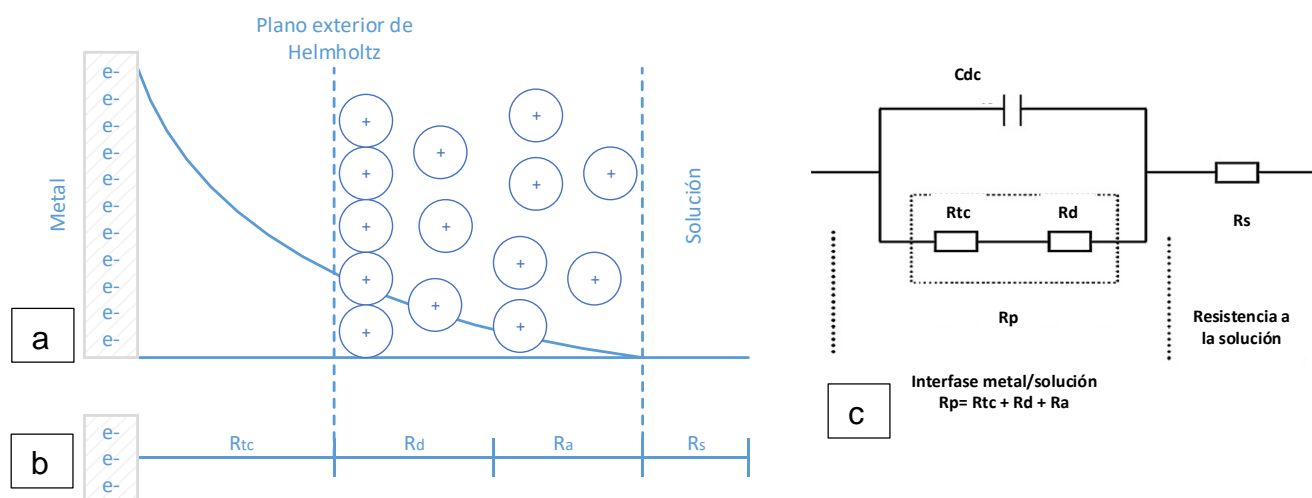 Plano exterior de
Helmholtz
Metal
e-
e-
e-
e-
e-
e-
e-
e-
e-
e-
e-
+
+
+
+
+
+
+
+
+
+
+
+
+
+
Solución
a
b
e-
e-
e-
Rtc
Rd
Ra
Rs
Cdc
Rtc
Rd
Rs
Rp
Resistencia a
la solución
Interfase metal/solución
Rp= Rtc + Rd + Ra
c